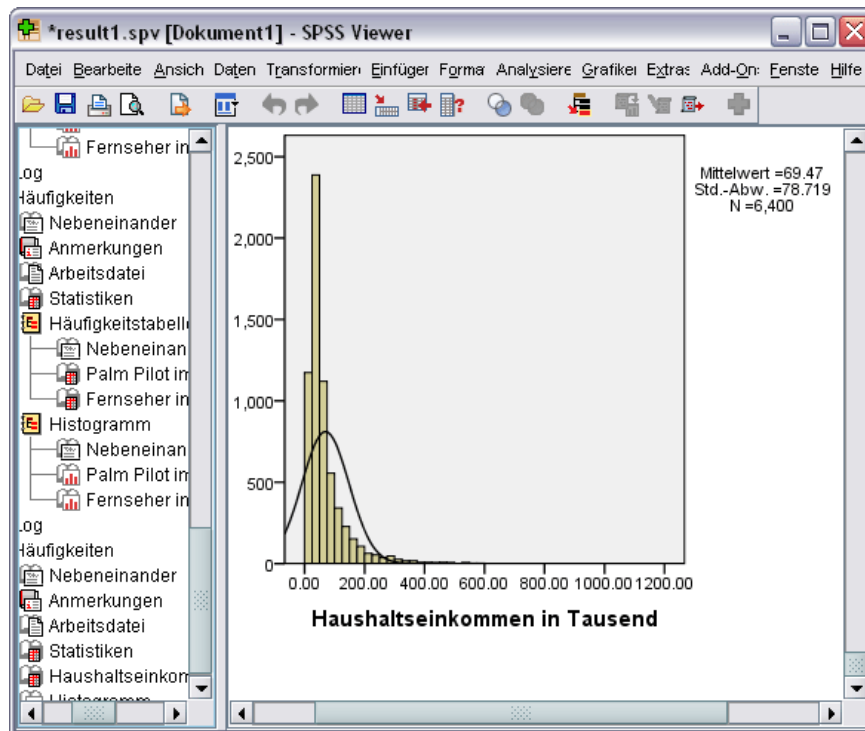 *result1.spv [Dokument1] - SPSS Viewer
Datei Bearbeite Ansich Daten Transformieri Einfüger Forma Analysiere Grafiker Extras Add-On: Fenste Hilfe
Fernseher in
Log
Häufigkeiten
Nebeneinander
Anmerkungen
Arbeitsdatei
Statistiken
Häufigkeitstabell
Nebeneinan
Palm Pilot im
Fernseher in
Histogramm
Nebeneinan
Palm Pilot im
Fernseher in
Log
Häufigkeiten
Nebeneinander
Anmerkungen
Arbeitsdatei
Statistiken
Haushaltseinkom
Histogramm
2,500
2,000
1,500
1,000
500
0
0.00 200.00 400.00 600.00 800.00 1000.00 1200.00
Haushaltseinkommen in Tausend
Mittelwert =69.47
Std.-Abw. =78.719
N =6,400